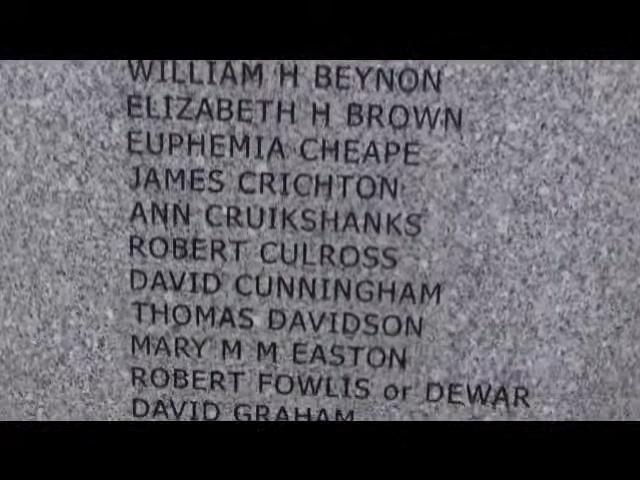 WILLIAM H BEYNON
ELIZABETH H BROWN
EUPHEMIA CHEAPE
JAMES CRICHTON
ANN CRUIKSHANKS
ROBERT CULROSS
DAVID CUNNINGHAM
THOMAS DAVIDSON
MARY M M EASTON
ROBERT FOWLIS or DEWAR
DAVID GRAHAM